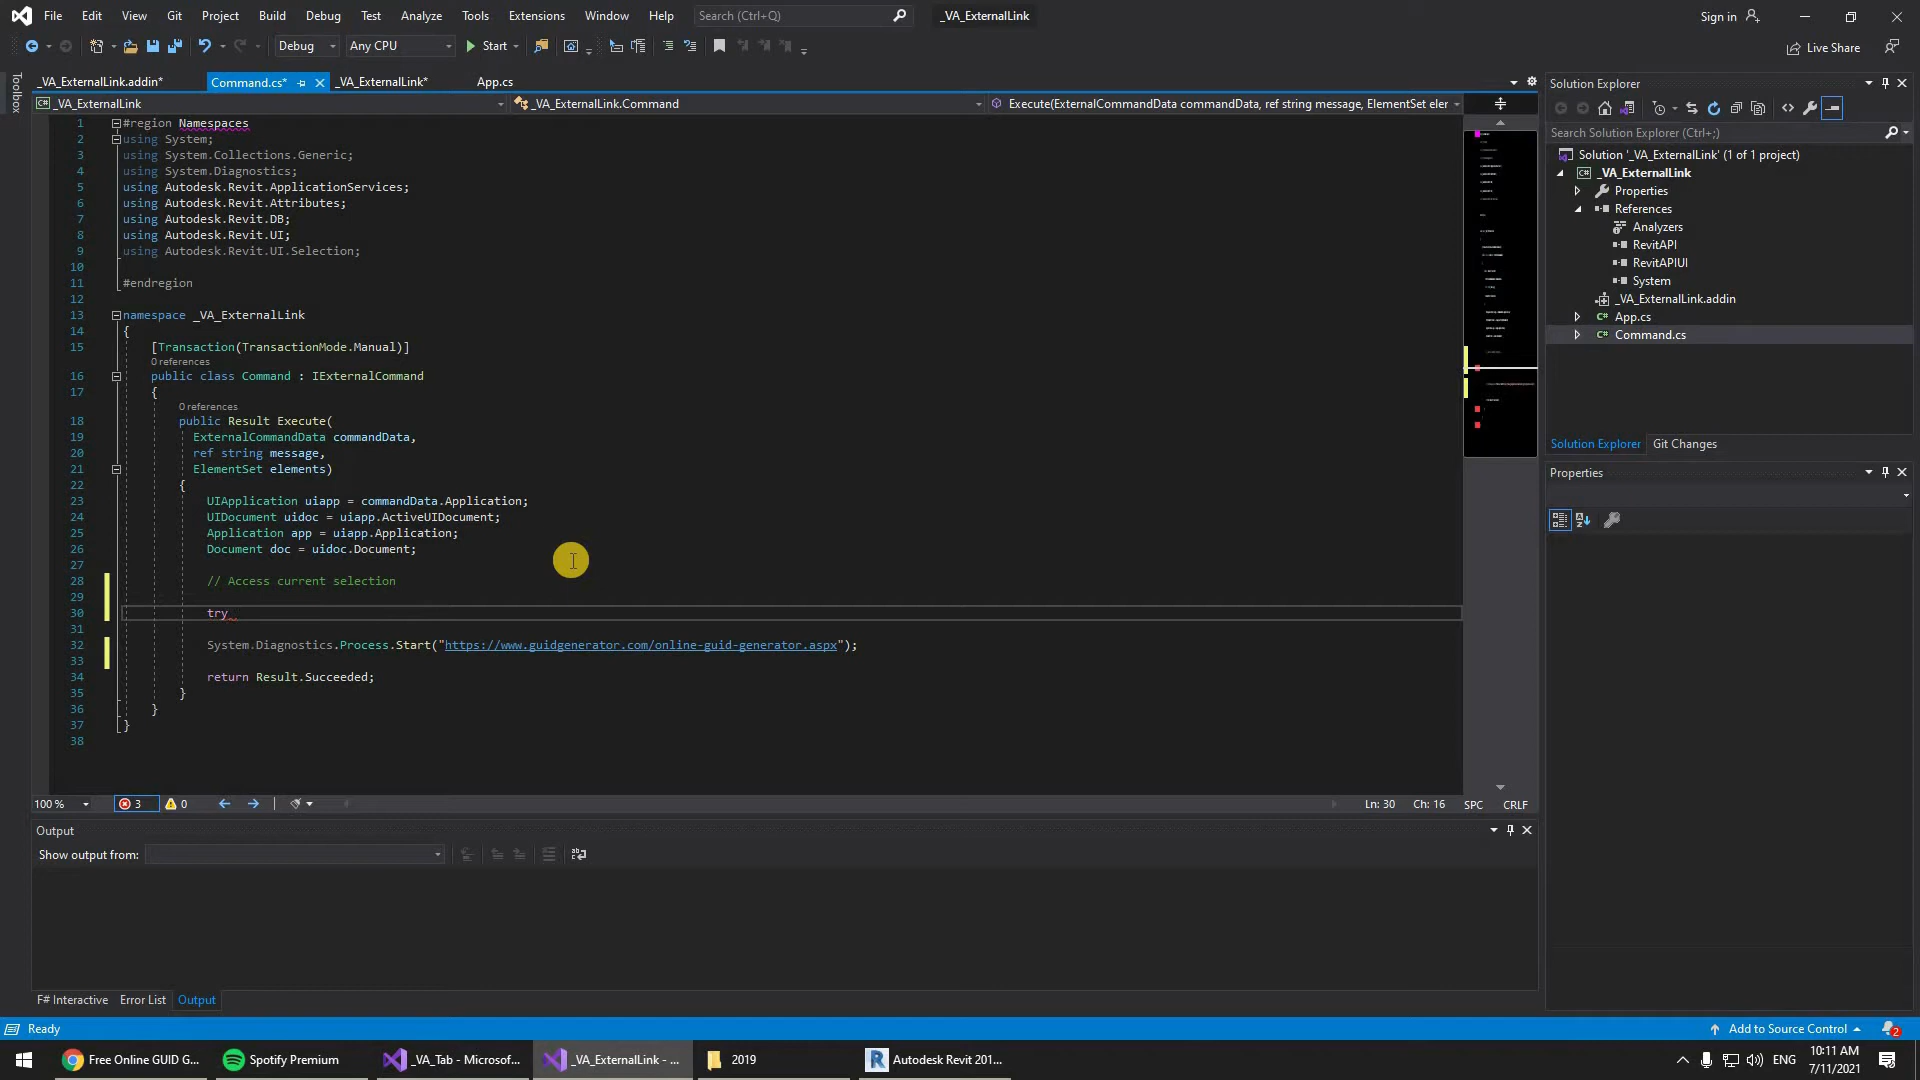 File Edit View Git Project Build Debug Test Analyze Tools Extensions Window Help Search (Ctrl+Q) _VA_ExternalLink Sign in
Debug Any CPU Start Live Share
Toolbox
_VA_ExternalLink.addin* Command.cs* _VA_ExternalLink* App.cs
_VA_ExternalLink _VA_ExternalLink.Command Execute(ExternalCommandData commandData, ref string message, ElementSet eler
1 #region Namespaces
2 using System;
3 using System.Collections.Generic;
4 using System.Diagnostics;
5 using Autodesk.Revit.ApplicationServices;
6 using Autodesk.Revit.Attributes;
7 using Autodesk.Revit.DB;
8 using Autodesk.Revit.UI;
9 using Autodesk.Revit.UI.Selection;
10
11 #endregion
12
13 namespace _VA_ExternalLink
14 {
15 [Transaction(TransactionMode.Manual)]
0 references
16 public class Command : IExternalCommand
17 {
0 references
18 public Result Execute(
19 ExternalCommandData commandData,
20 ref string message,
21 ElementSet elements)
22 {
23 UIApplication uiapp = commandData.Application;
24 UIDocument uidoc = uiapp.ActiveUIDocument;
25 Application app = uiapp.Application;
26 Document doc = uidoc.Document;
27
28 // Access current selection
29
30 try
31
32 System.Diagnostics.Process.Start("https://www.guidgenerator.com/online-guid-generator.aspx");
33
34 return Result.Succeeded;
35 }
36 }
37 }
38
100 % 3 0 Ln: 30 Ch: 16 SPC CRLF
Output
Show output from:
F# Interactive Error List Output
Solution Explorer
Search Solution Explorer (Ctrl+;)
Solution '_VA_ExternalLink' (1 of 1 project)
_VA_ExternalLink
Properties
References
Analyzers
RevitAPI
RevitAPIUI
System
_VA_ExternalLink.addin
App.cs
Command.cs
Solution Explorer Git Changes
Properties
Ready Add to Source Control 2
Free Online GUID G... Spotify Premium _VA_Tab - Microsof... _VA_ExternalLink - ... 2019 Autodesk Revit 201... ENG 10:11 AM
7/11/2021